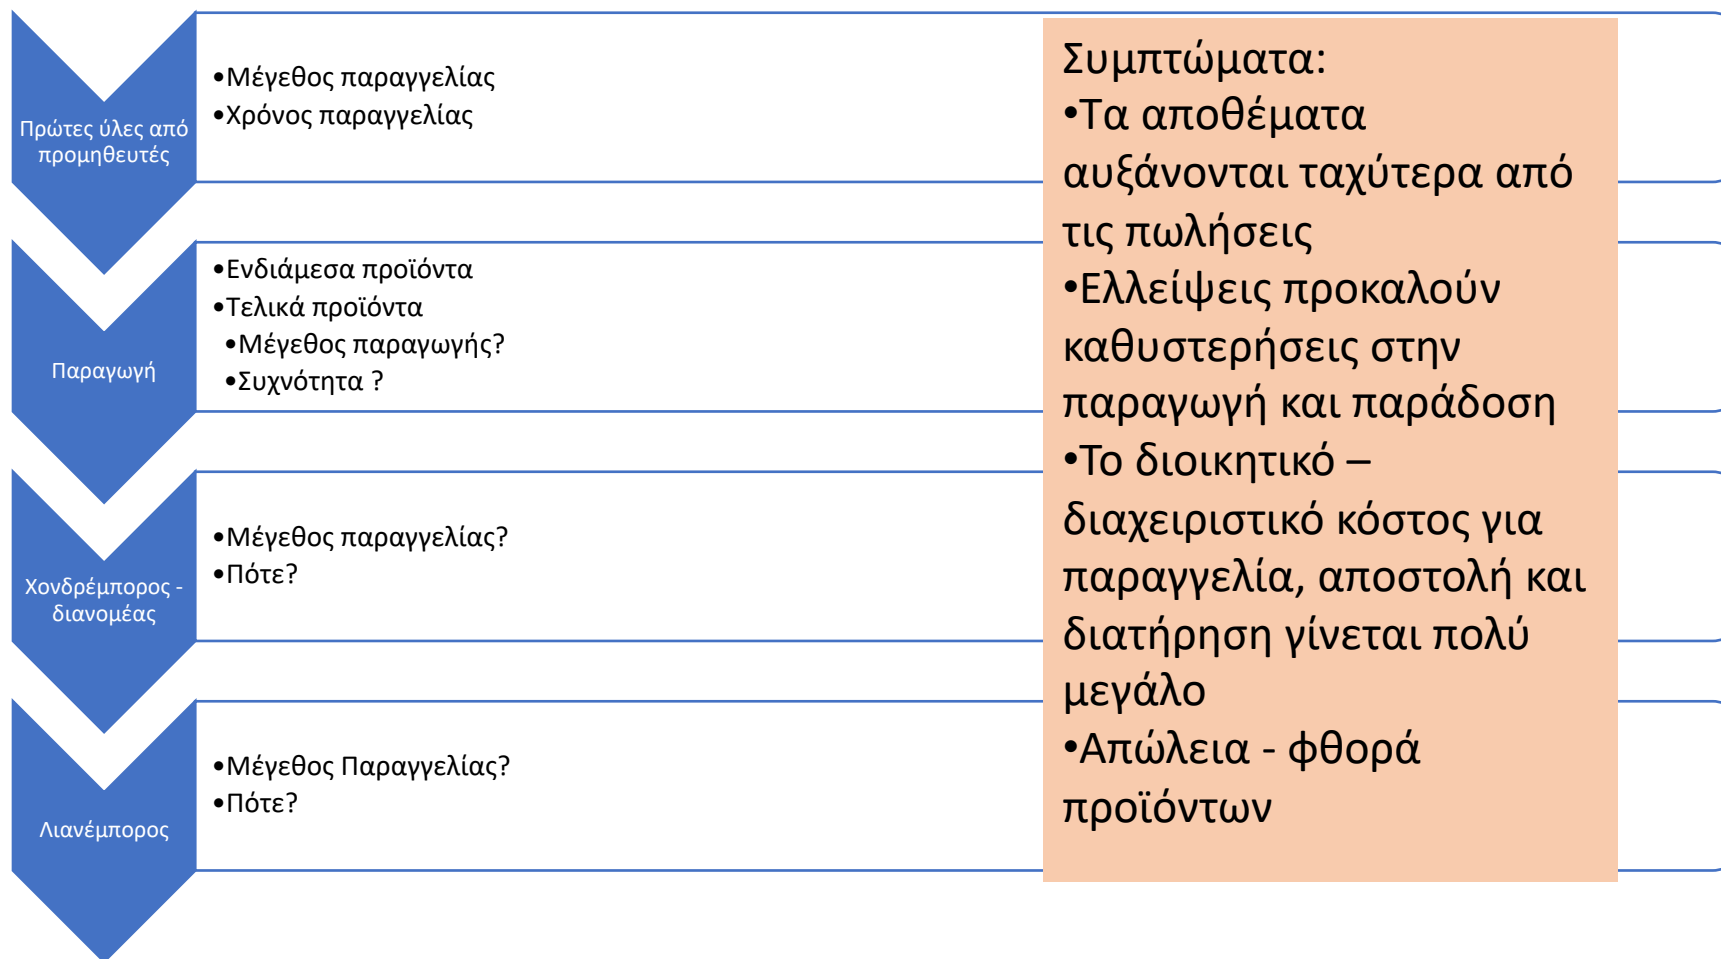 Πρώτες ύλες από
προμηθευτές
•Μέγεθος παραγγελίας
•Χρόνος παραγγελίας
Παραγωγή
•Ενδιάμεσα προϊόντα
•Τελικά προϊόντα
•Μέγεθος παραγωγής?
•Συχνότητα ?
Χονδρέμπορος -
διανομέας
•Μέγεθος παραγγελίας?
•Πότε?
Λιανέμπορος
•Μέγεθος Παραγγελίας?
•Πότε?
Συμπτώματα:
•Τα αποθέματα
αυξάνονται ταχύτερα από
τις πωλήσεις
•Ελλείψεις προκαλούν
καθυστερήσεις στην
παραγωγή και παράδοση
•Το διοικητικό –
διαχειριστικό κόστος για
παραγγελία, αποστολή και
διατήρηση γίνεται πολύ
μεγάλο
•Απώλεια - φθορά
προϊόντων